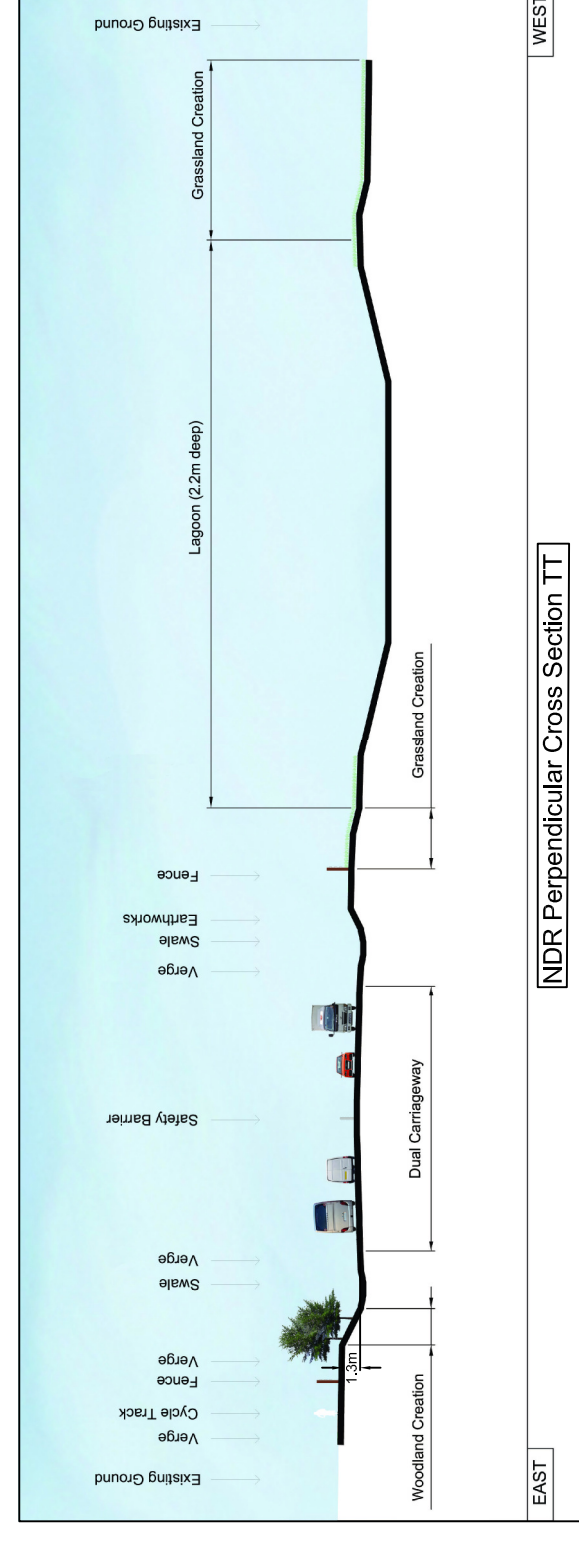 Existing Ground
Verge
Cycle Track
Fence
Verge
Swale
Verge
Safety Barrier
Verge
Swale
Earthworks
Fence
Existing Ground
Lagoon (2.2m deep)
Grassland Creation
1.3m
Woodland Creation
Dual Carriageway
Grassland Creation
EAST
WEST
NDR Perpendicular Cross Section TT